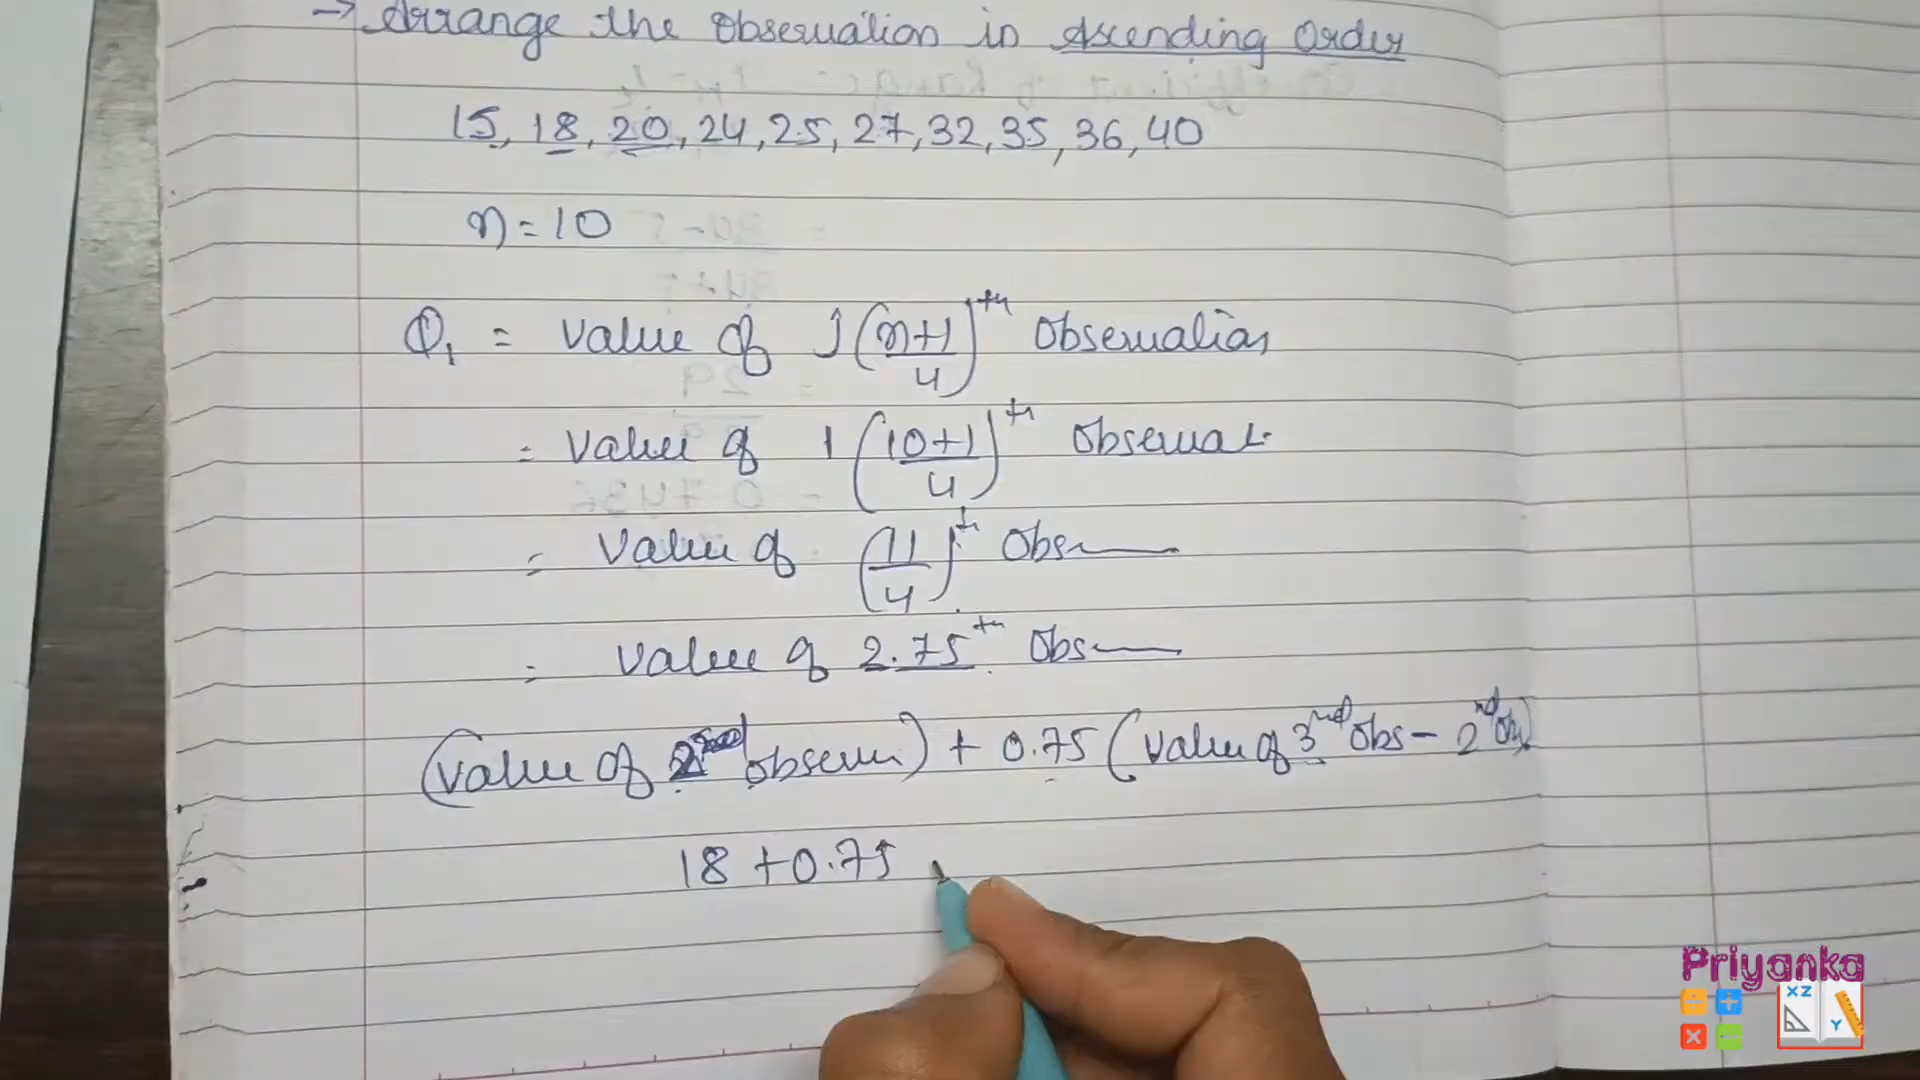 → Arrange the Observation in Ascending Order
15, 18, 20, 24, 25, 27, 32, 35, 36, 40
n = 10
Q₁ = Value of J (n+1/4)th Observation
= Value of 1 (10+1/4)th Observat.
= Value of (11/4)th Obs
= Value of 2.75th Obs
(Value of 2nd observn) + 0.75 (Value of 3nd Obs - 2nd Obs)
18 + 0.75
Priyanka
XZ
Y